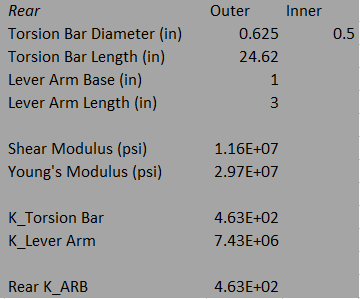 Rear Outer Inner
Torsion Bar Diameter (in) 0.625 0.5
Torsion Bar Length (in) 24.62
Lever Arm Base (in) 1
Lever Arm Length (in) 3
Shear Modulus (psi) 1.16E+07
Young's Modulus (psi) 2.97E+07
K_Torsion Bar 4.63E+02
K_Lever Arm 7.43E+06
Rear K_ARB 4.63E+02